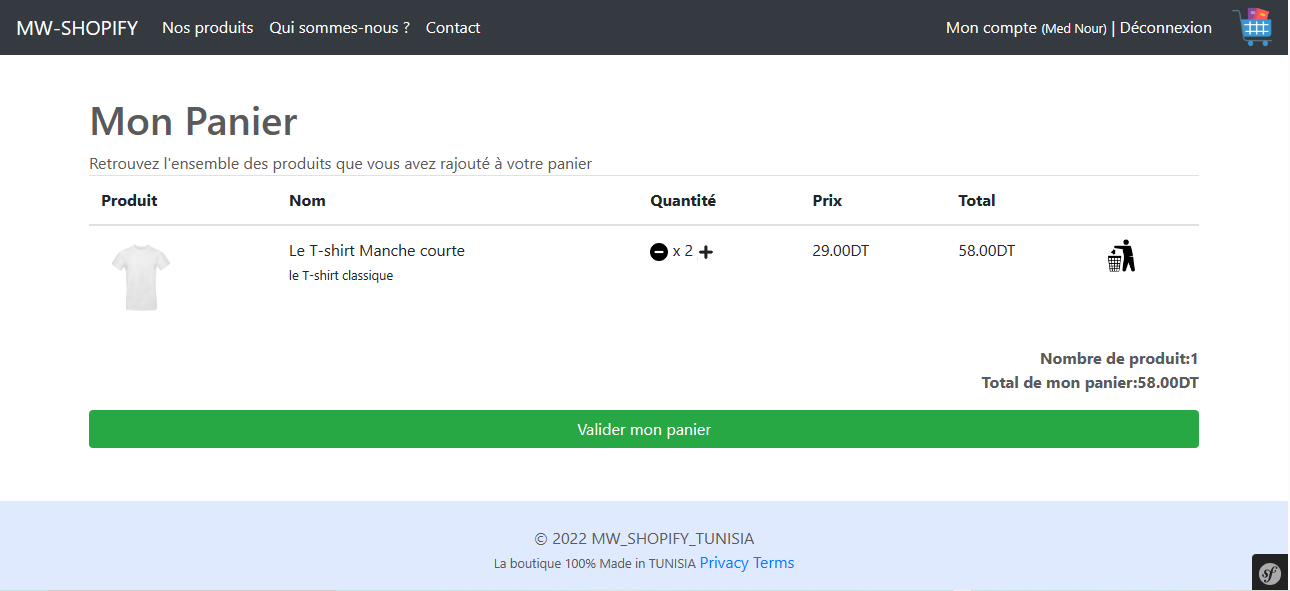 MW-SHOPIFY Nos produits Qui sommes-nous ? Contact Mon compte (Med Nour) | Déconnexion
Mon Panier
Retrouvez l'ensemble des produits que vous avez rajouté à votre panier
Produit Nom Quantité Prix Total
Le T-shirt Manche courte x 2 29.00DT 58.00DT
le T-shirt classique
Nombre de produit:1
Total de mon panier:58.00DT
Valider mon panier
© 2022 MW_SHOPIFY_TUNISIA
La boutique 100% Made in TUNISIA Privacy Terms
sf